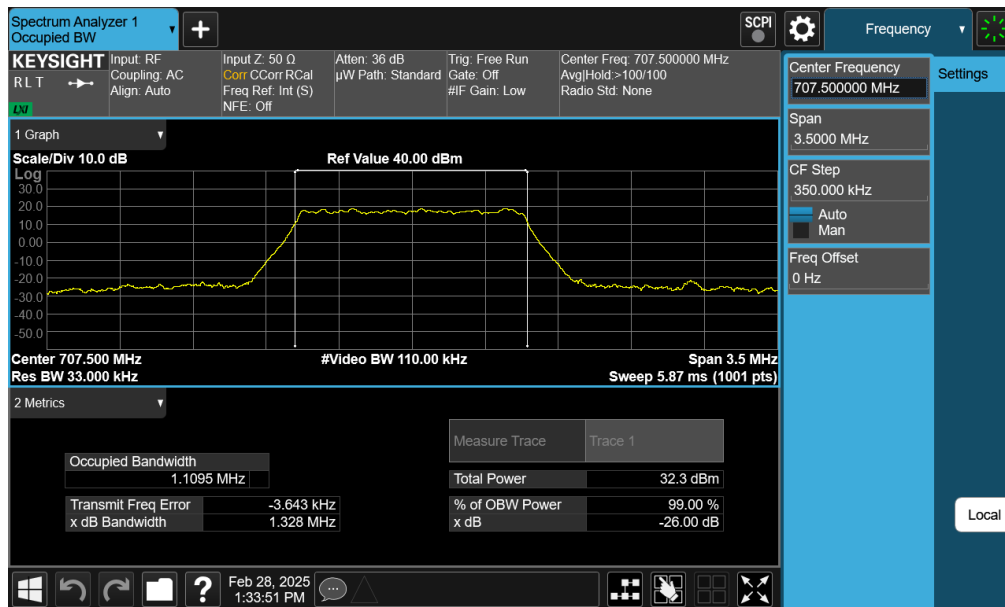 Spectrum Analyzer 1
Occupied BW
+
SCPI
Frequency
KEYSIGHT
RLT
LXI
Input: RF
Coupling: AC
Align: Auto
Input Z: 50 Ω
Corr CCorr RCal
Freq Ref: Int (S)
NFE: Off
Atten: 36 dB
µW Path: Standard
Trig: Free Run
Gate: Off
#IF Gain: Low
Center Freq: 707.500000 MHz
Avg|Hold:>100/100
Radio Std: None
Center Frequency
707.500000 MHz
Settings
Span
3.5000 MHz
CF Step
350.000 kHz
Auto
Man
Freq Offset
0 Hz
1 Graph
Scale/Div 10.0 dB
Ref Value 40.00 dBm
Log
30.0
20.0
10.0
0.00
-10.0
-20.0
-30.0
-40.0
-50.0
Center 707.500 MHz
#Video BW 110.00 kHz
Span 3.5 MHz
Res BW 33.000 kHz
Sweep 5.87 ms (1001 pts)
2 Metrics
Measure Trace
Trace 1
Occupied Bandwidth
1.1095 MHz
Total Power
32.3 dBm
Transmit Freq Error
-3.643 kHz
% of OBW Power
99.00 %
x dB Bandwidth
1.328 MHz
x dB
-26.00 dB
Local
?
Feb 28, 2025
1:33:51 PM